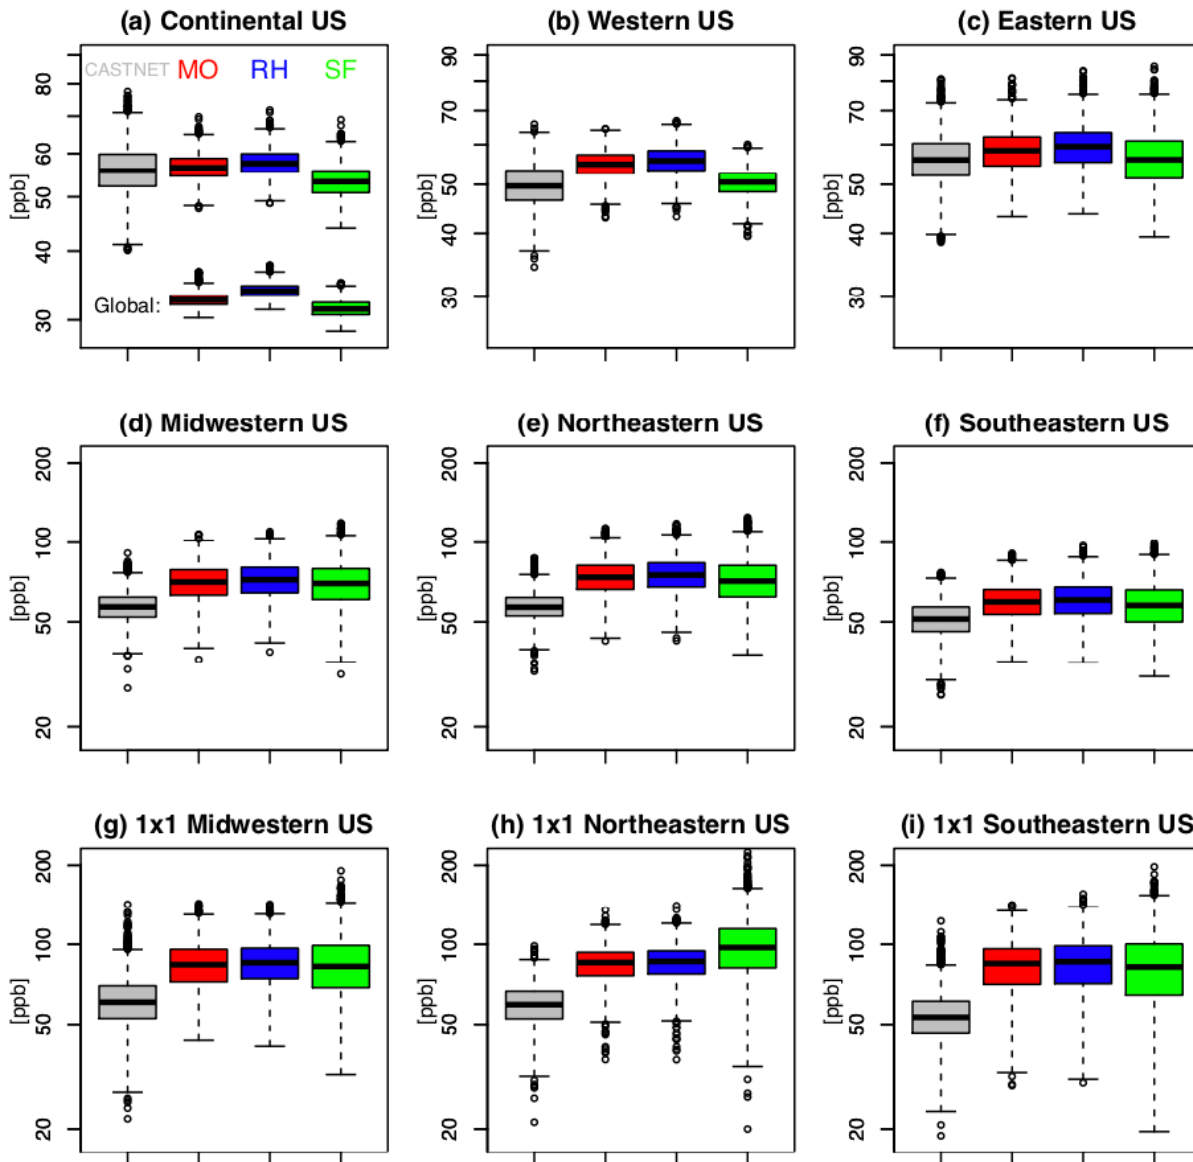 (a) Continental US
(b) Western US
(c) Eastern US
CASTNET MO RH SF
Global:
[ppb]
80
60
50
40
30
[ppb]
90
70
50
40
30
[ppb]
90
70
50
40
30
(d) Midwestern US
(e) Northeastern US
(f) Southeastern US
[ppb]
200
100
50
20
[ppb]
200
100
50
20
[ppb]
200
100
50
20
(g) 1x1 Midwestern US
(h) 1x1 Northeastern US
(i) 1x1 Southeastern US
[ppb]
200
100
50
20
[ppb]
200
100
50
20
[ppb]
200
100
50
20